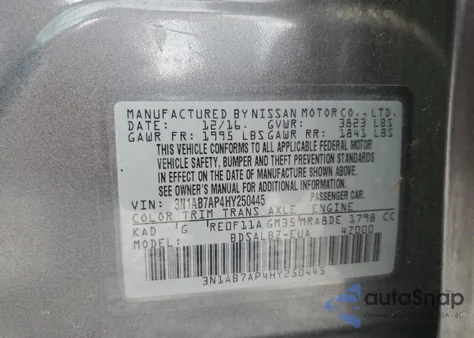 MANUFACTURED BY NISSAN MOTOR CO., LTD.
DATE: 12/16. GVWR: 3823 LBS
GAWR FR: 1995 LBS GAWR RR: 1841 LBS
THIS VEHICLE CONFORMS TO ALL APPLICABLE FEDERAL MOTOR
VEHICLE SAFETY, BUMPER AND THEFT PREVENTION STANDARDS
IN EFFECT ON THE DATE OF MANUFACTURE SHOWN ABOVE.
SEE OWNER'S MANUAL FOR ADDITIONAL INFORMATION.
VIN: 3N1AB7AP4HY250445 PASSENGER CAR.
COLOR TRIM TRANS AXLE ENGINE
KAD G RE0F11A GM35 MRA8DE 1798 CC
MODEL: BDSALB7-EUA 4Z000
3N1AB7AP4HY250445
autoSnap